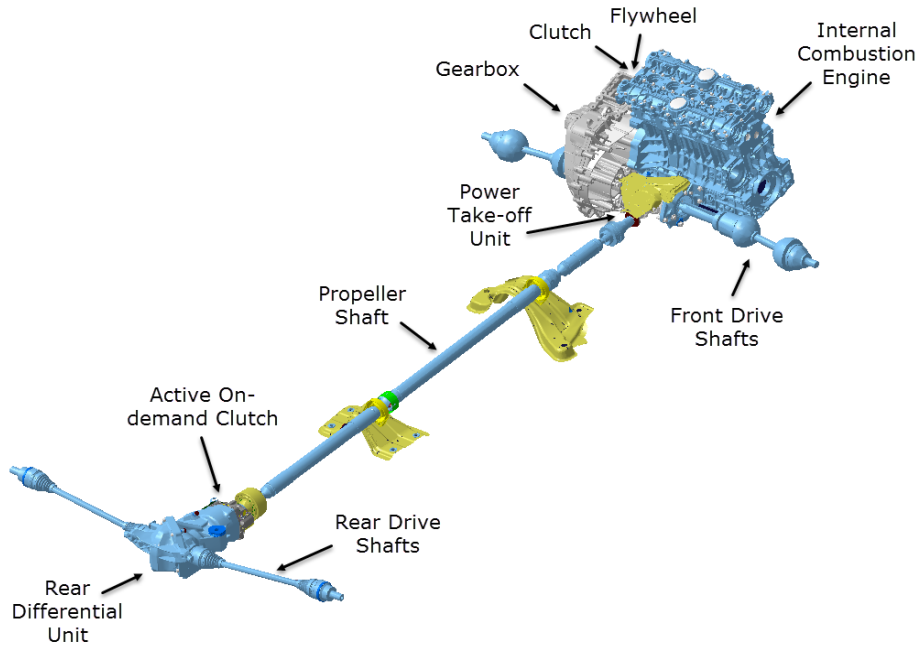 Flywheel
Clutch
Internal
Combustion
Engine
Gearbox
Power
Take-off
Unit
Propeller
Shaft
Front Drive
Shafts
Active On-
demand Clutch
Rear Drive
Shafts
Rear
Differential
Unit